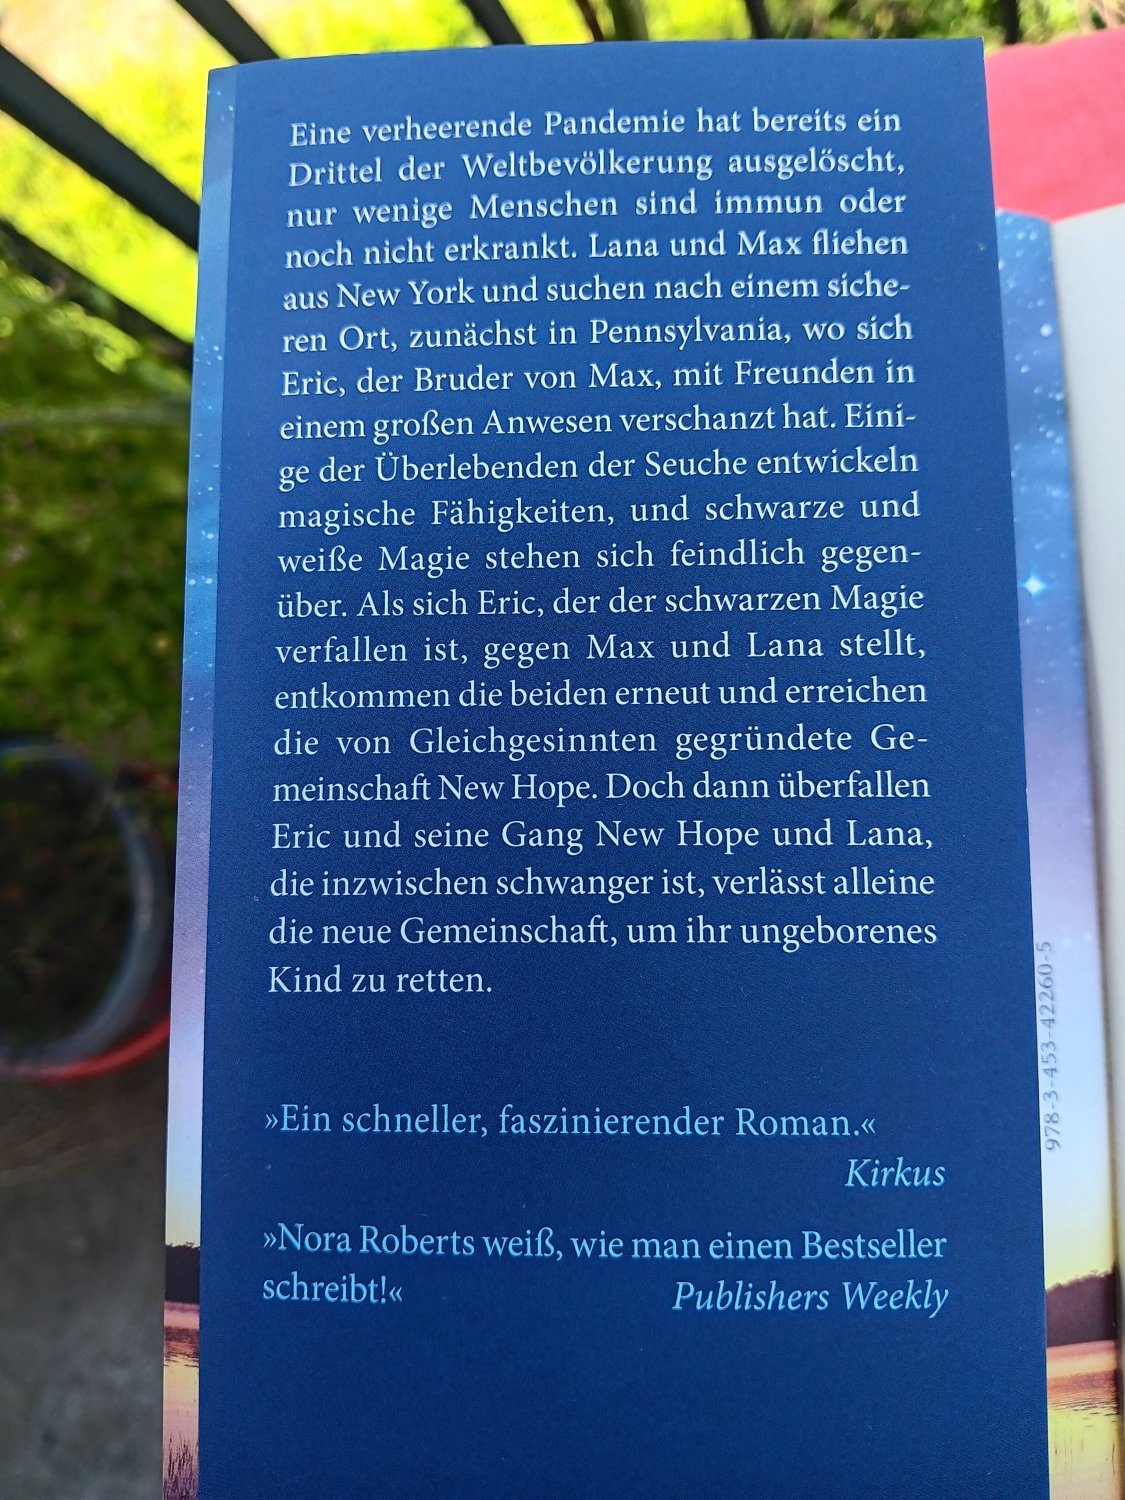 Eine verheerende Pandemie hat bereits ein
Drittel der Weltbevölkerung ausgelöscht,
nur wenige Menschen sind immun oder
noch nicht erkrankt. Lana und Max fliehen
aus New York und suchen nach einem siche-
ren Ort, zunächst in Pennsylvania, wo sich
Eric, der Bruder von Max, mit Freunden in
einem großen Anwesen verschanzt hat. Eini-
ge der Überlebenden der Seuche entwickeln
magische Fähigkeiten, und schwarze und
weiße Magie stehen sich feindlich gegen-
über. Als sich Eric, der der schwarzen Magie
verfallen ist, gegen Max und Lana stellt,
entkommen die beiden erneut und erreichen
die von Gleichgesinnten gegründete Ge-
meinschaft New Hope. Doch dann überfallen
Eric und seine Gang New Hope und Lana,
die inzwischen schwanger ist, verlässt alleine
die neue Gemeinschaft, um ihr ungeborenes
Kind zu retten.
»Ein schneller, faszinierender Roman.«
Kirkus
»Nora Roberts weiß, wie man einen Bestseller
schreibt!« Publishers Weekly
978-3-453-42260-5